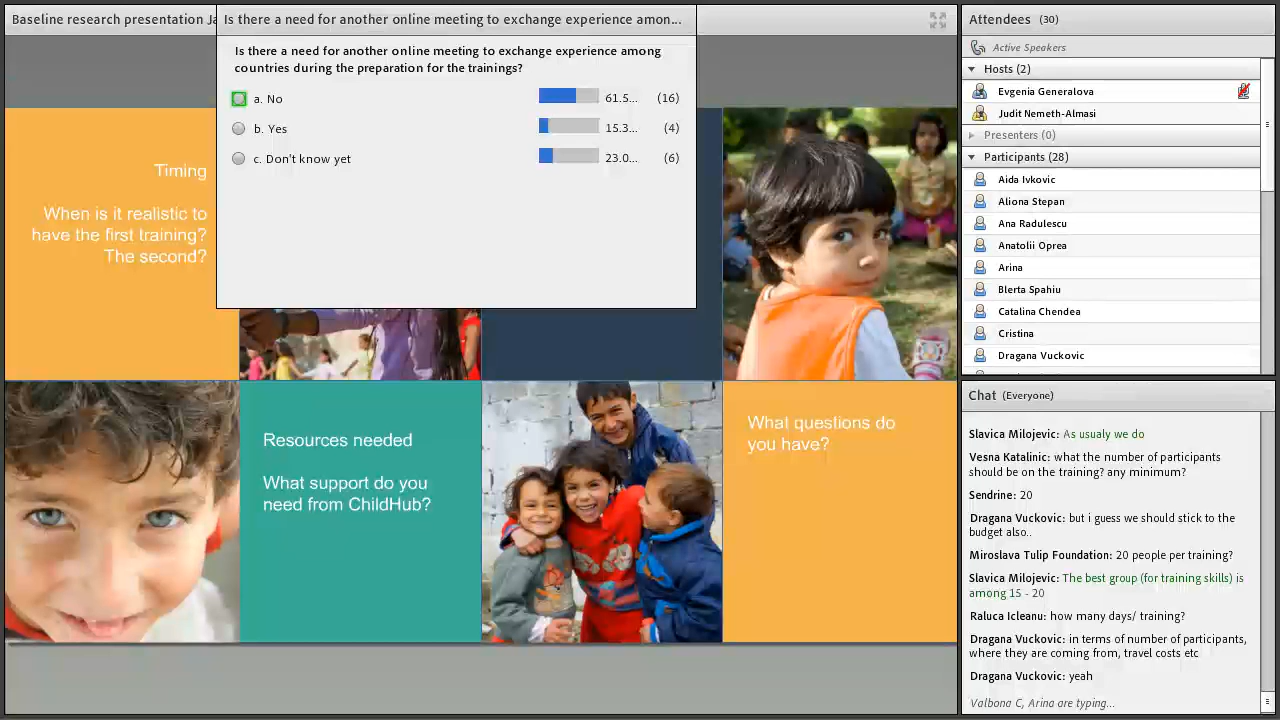 Baseline research presentation Ja
Is there a need for another online meeting to exchange experience amon...
Is there a need for another online meeting to exchange experience among
countries during the preparation for the trainings?
a. No 61.5... (16)
b. Yes 15.3... (4)
c. Don't know yet 23.0... (6)
Timing
When is it realistic to
have the first training?
The second?
Resources needed
What support do you
need from ChildHub?
What questions do
you have?
Attendees (30)
Active Speakers
Hosts (2)
Evgenia Generalova
Judit Nemeth-Almasi
Presenters (0)
Participants (28)
Aida Ivkovic
Aliona Stepan
Ana Radulescu
Anatolii Oprea
Arina
Blerta Spahiu
Catalina Chendea
Cristina
Dragana Vuckovic
Chat (Everyone)
Slavica Milojevic: As usualy we do
Vesna Katalinic: what the number of participants
should be on the training? any minimum?
Sendrine: 20
Dragana Vuckovic: but i guess we should stick to the
budget also..
Miroslava Tulip Foundation: 20 people per training?
Slavica Milojevic: The best group (for training skills) is
among 15 - 20
Raluca Icleanu: how many days/ training?
Dragana Vuckovic: in terms of number of participants,
where they are coming from, travel costs etc
Dragana Vuckovic: yeah
Valbona C, Arina are typing...